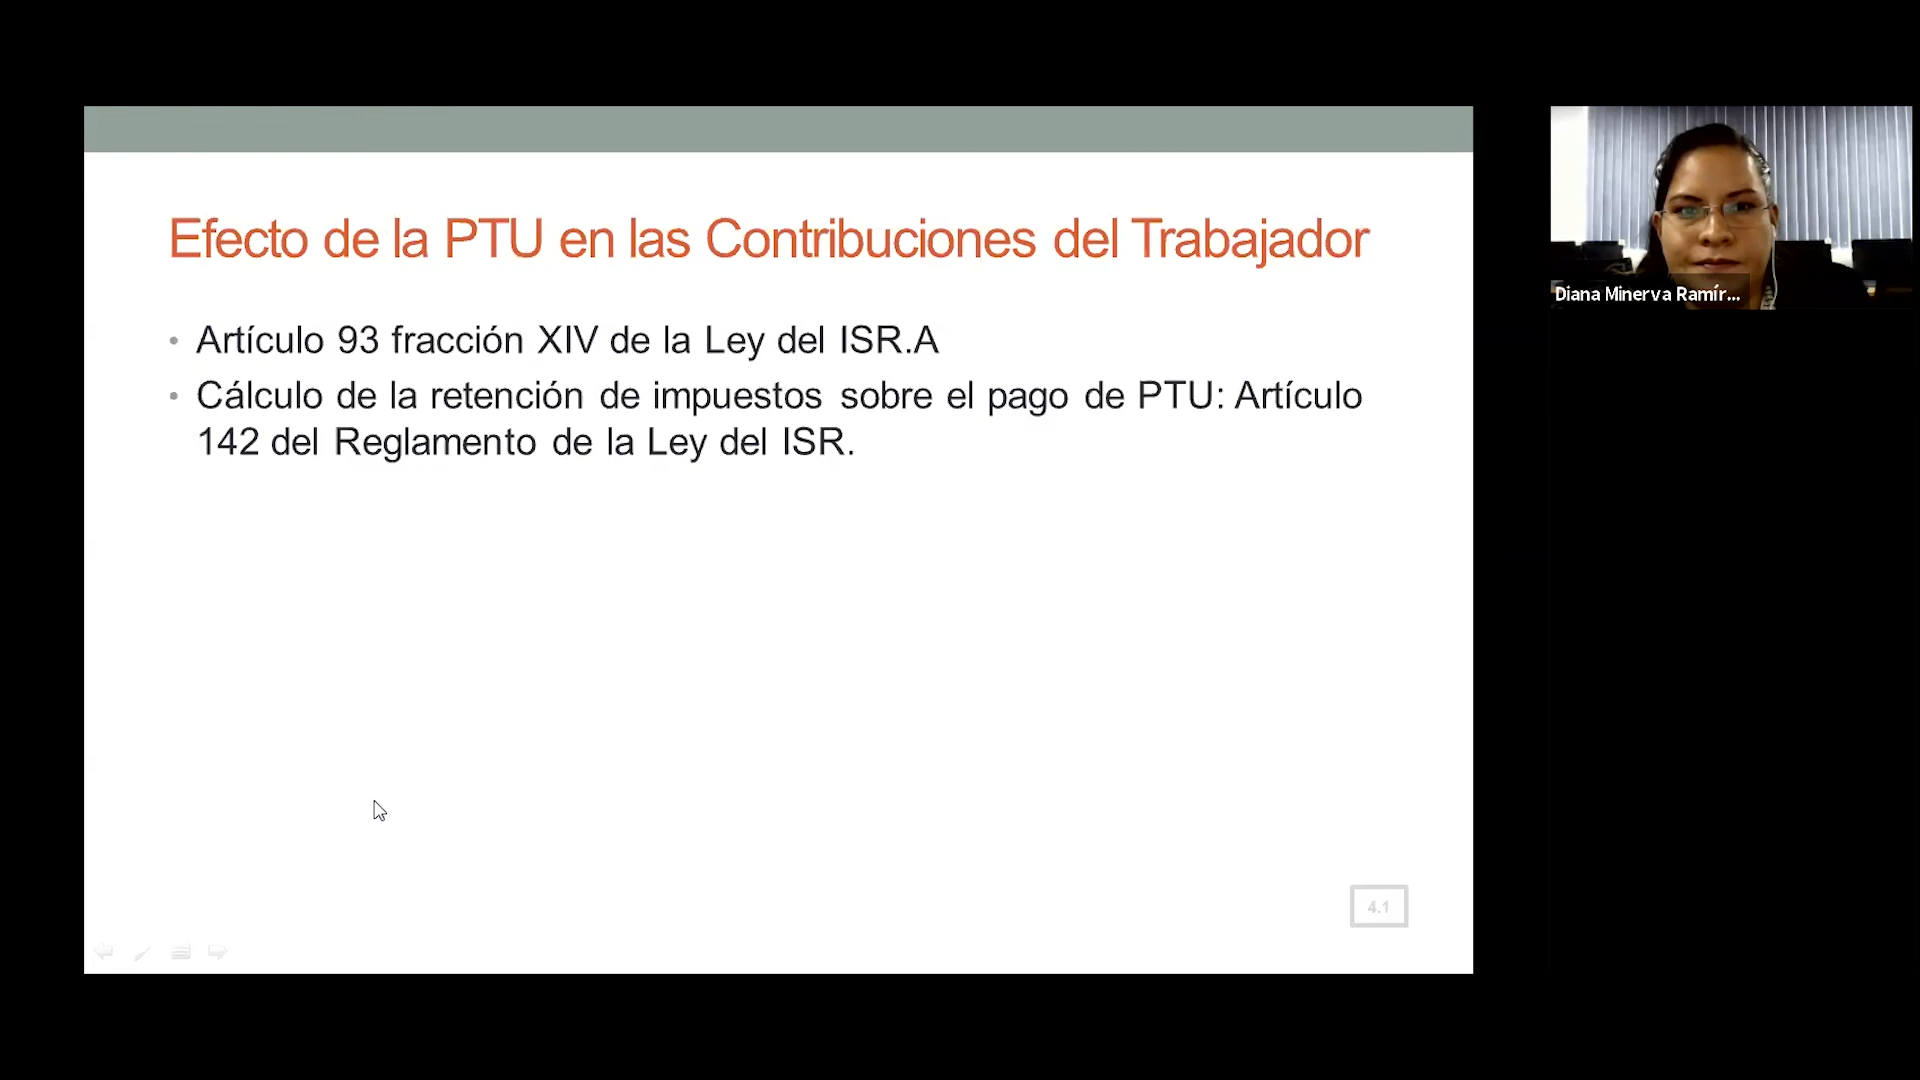 Efecto de la PTU en las Contribuciones del Trabajador
• Artículo 93 fracción XIV de la Ley del ISR.A
• Cálculo de la retención de impuestos sobre el pago de PTU: Artículo
142 del Reglamento de la Ley del ISR.
4.1
Diana Minerva Ramír...